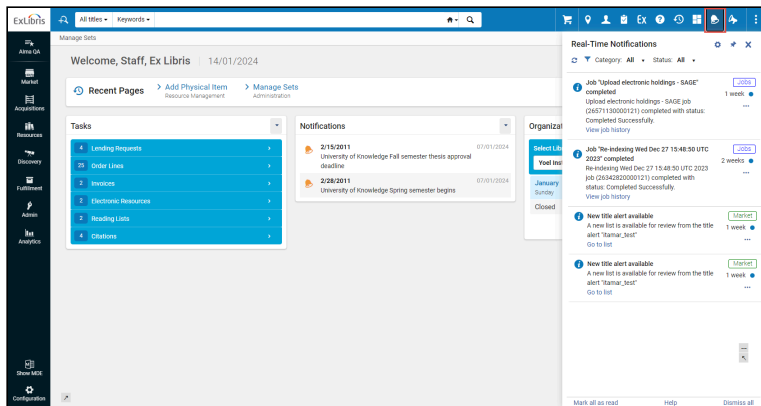 ExLibris
All titles
Keywords
Ex
Alma QA
Market
Acquisitions
Resources
Discovery
Fulfillment
Admin
Analytics
Show MDE
Configuration
Manage Sets
Welcome, Staff, Ex Libris 14/01/2024
Recent Pages
Add Physical Item
Resource Management
Manage Sets
Administration
Tasks
4 Lending Requests
25 Order Lines
2 Invoices
2 Electronic Resources
2 Reading Lists
4 Citations
Notifications
2/15/2011 07/01/2024
University of Knowledge Fall semester thesis approval
deadline
2/28/2011 07/01/2024
University of Knowledge Spring semester begins
Organizat
Select Lib
Yoel Inst
January
Sunday
Closed
Real-Time Notifications
Category: All Status: All
Job "Upload electronic holdings - SAGE"
completed
Jobs
1 week
Upload electronic holdings - SAGE job
(26571130000121) completed with status:
Completed Successfully.
View job history
Job "Re-indexing Wed Dec 27 15:48:50 UTC
2023" completed
Jobs
2 weeks
Re-indexing Wed Dec 27 15:48:50 UTC 2023
job (26342820000121) completed with
status: Completed Successfully.
View job history
New title alert available
Market
A new list is available for review from the title
alert "itamar_test"
1 week
Go to list
New title alert available
Market
A new list is available for review from the title
alert "itamar_test"
1 week
Go to list
Mark all as read Help Dismiss all